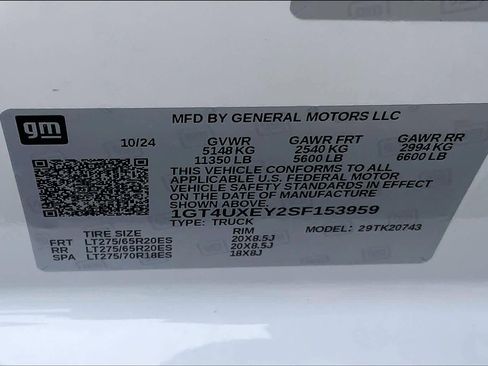 gm
MFD BY GENERAL MOTORS LLC
10/24 GVWR GAWR FRT GAWR RR
5148 KG 2540 KG 2994 KG
11350 LB 5600 LB 6600 LB
THIS VEHICLE CONFORMS TO ALL
APPLICABLE U.S. FEDERAL MOTOR
VEHICLE SAFETY STANDARDS IN EFFECT
ON THE DATE OF MANUFACTURE
SHOWN ABOVE.
1GT4UXEY2SF153959
TYPE: TRUCK MODEL: 29TK20743
TIRE SIZE RIM
FRT LT275/65R20ES 20X8.5J
RR LT275/65R20ES 20X8.5J
SPA LT275/70R18ES 18X8J